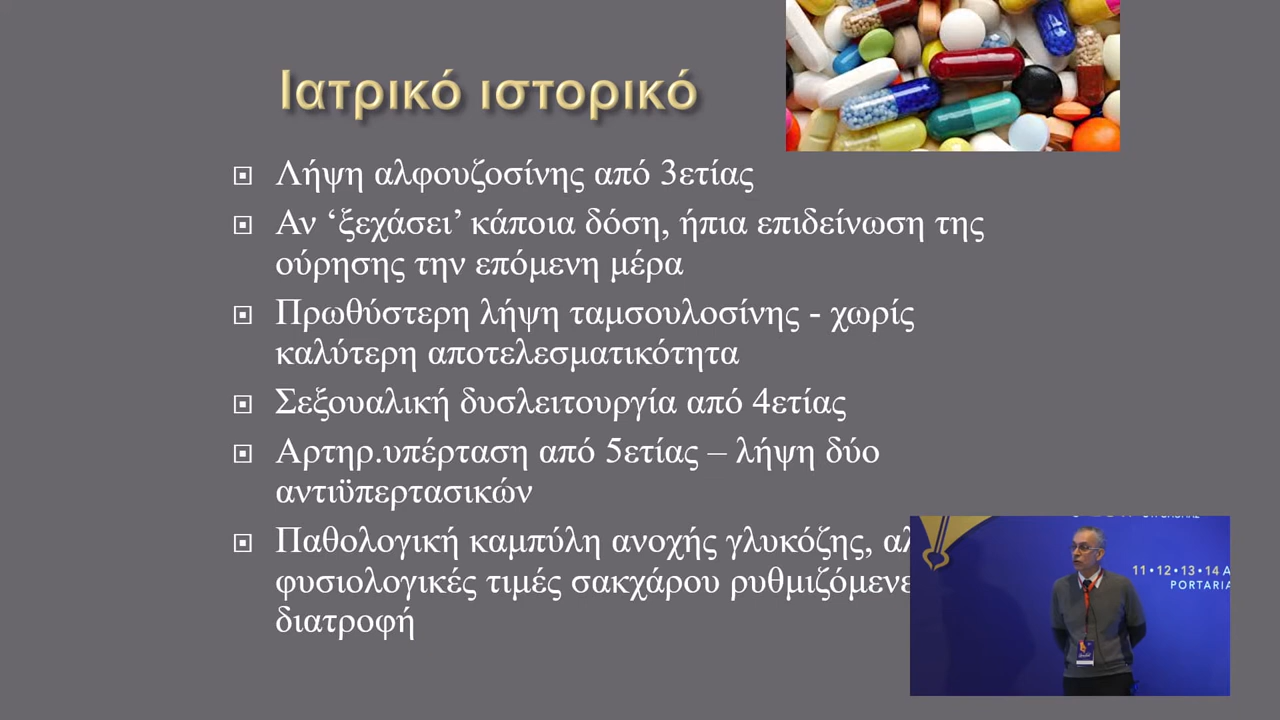 Ιατρικό ιστορικό
Λήψη αλφουζοσίνης από 3ετίας
Αν ‘ξεχάσει’ κάποια δόση, ήπια επιδείνωση της
ούρησης την επόμενη μέρα
Πρωθύστερη λήψη ταμσουλοσίνης - χωρίς
καλύτερη αποτελεσματικότητα
Σεξουαλική δυσλειτουργία από 4ετίας
Αρτηρ.υπέρταση από 5ετίας – λήψη δύο
αντιϋπερτασικών
Παθολογική καμπύλη ανοχής γλυκόζης,
φυσιολογικές τιμές σακχάρου
διατροφή
11•12•13•14 A
PORTARIA